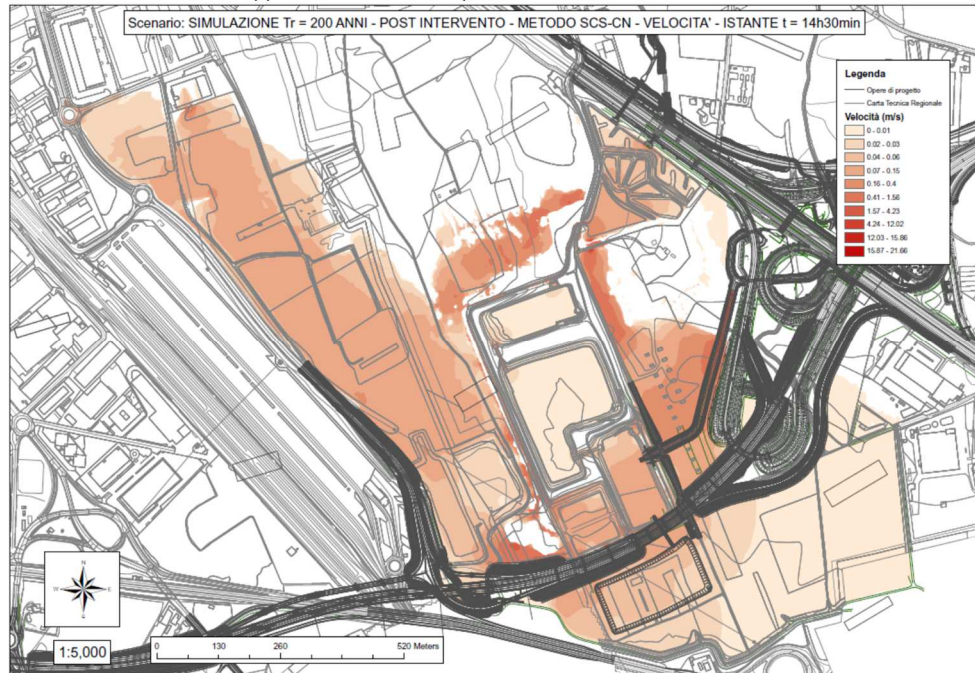 Scenario: SIMULAZIONE Tr = 200 ANNI - POST INTERVENTO - METODO SCS-CN - VELOCITA' - ISTANTE t = 14h30min
Legenda
Opere di progetto
Carta Tecnica Regionale
Velocità (m/s)
0 - 0.01
0.02 - 0.03
0.04 - 0.06
0.07 - 0.15
0.16 - 0.4
0.41 - 1.56
1.57 - 4.23
4.24 - 12.02
12.03 - 15.86
15.87 - 21.66
N
W E
S
1:5,000
0 130 260 520 Meters